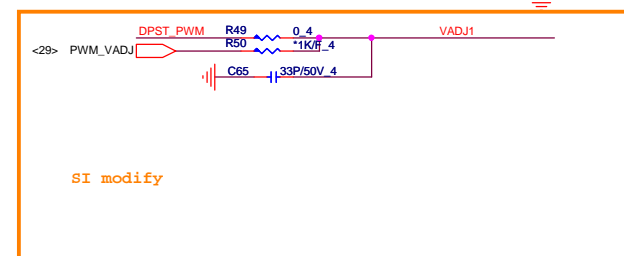 DPST_PWM R49 0_4 VADJ1
<29> PWM_VADJ R50 *1K/F_4
C65 33P/50V_4
SI modify